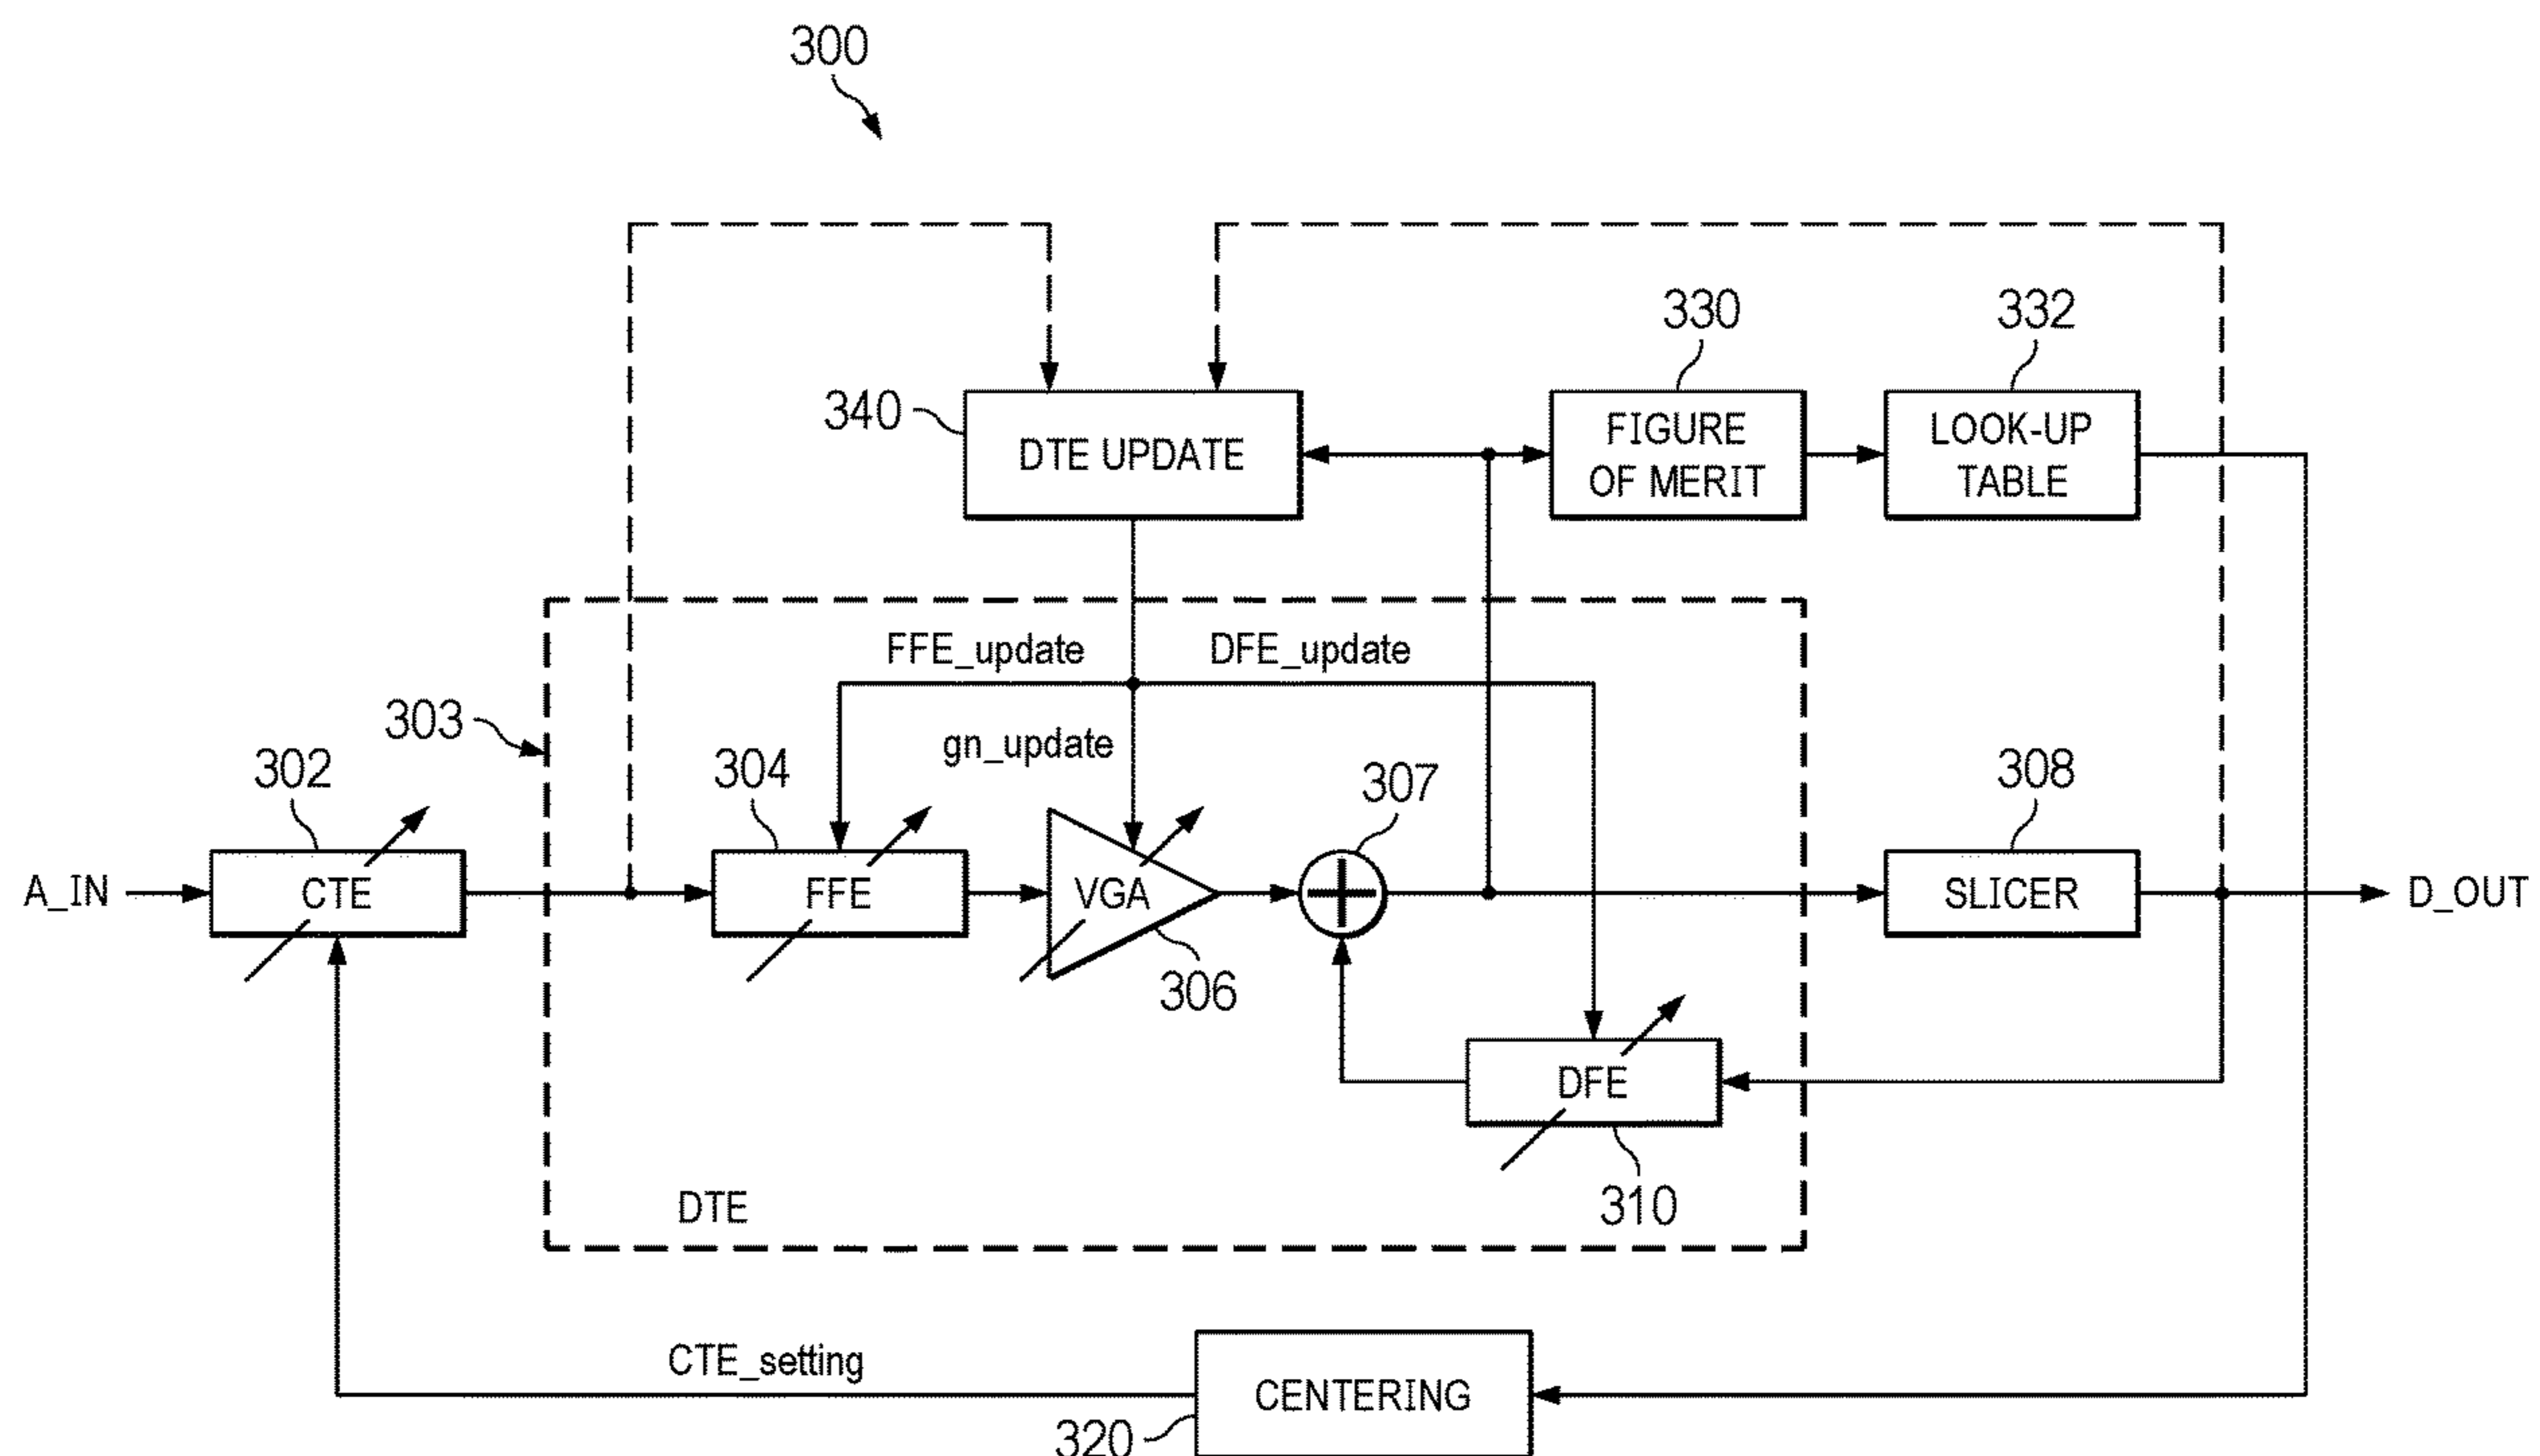 300
330
332
340
DTE UPDATE
FIGURE
OF MERIT
LOOK-UP
TABLE
FFE_update
DFE_update
303
gn_update
302
304
307
308
A_IN
CTE
FFE
VGA
SLICER
D_OUT
306
DFE
310
DTE
CTE_setting
CENTERING
320